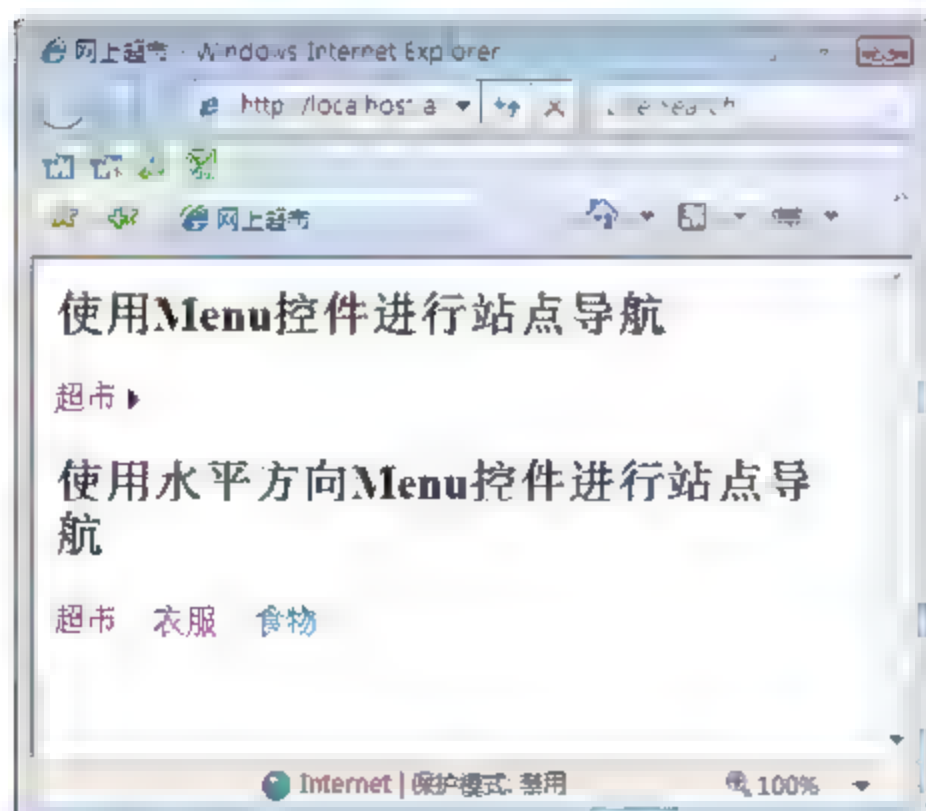 网上超市 - Windows Internet Explorer
http://localhost:a
网上超市
使用Menu控件进行站点导航
超市
使用水平方向Menu控件进行站点导
航
超市 衣服 食物
Internet | 保护模式: 禁用 100%